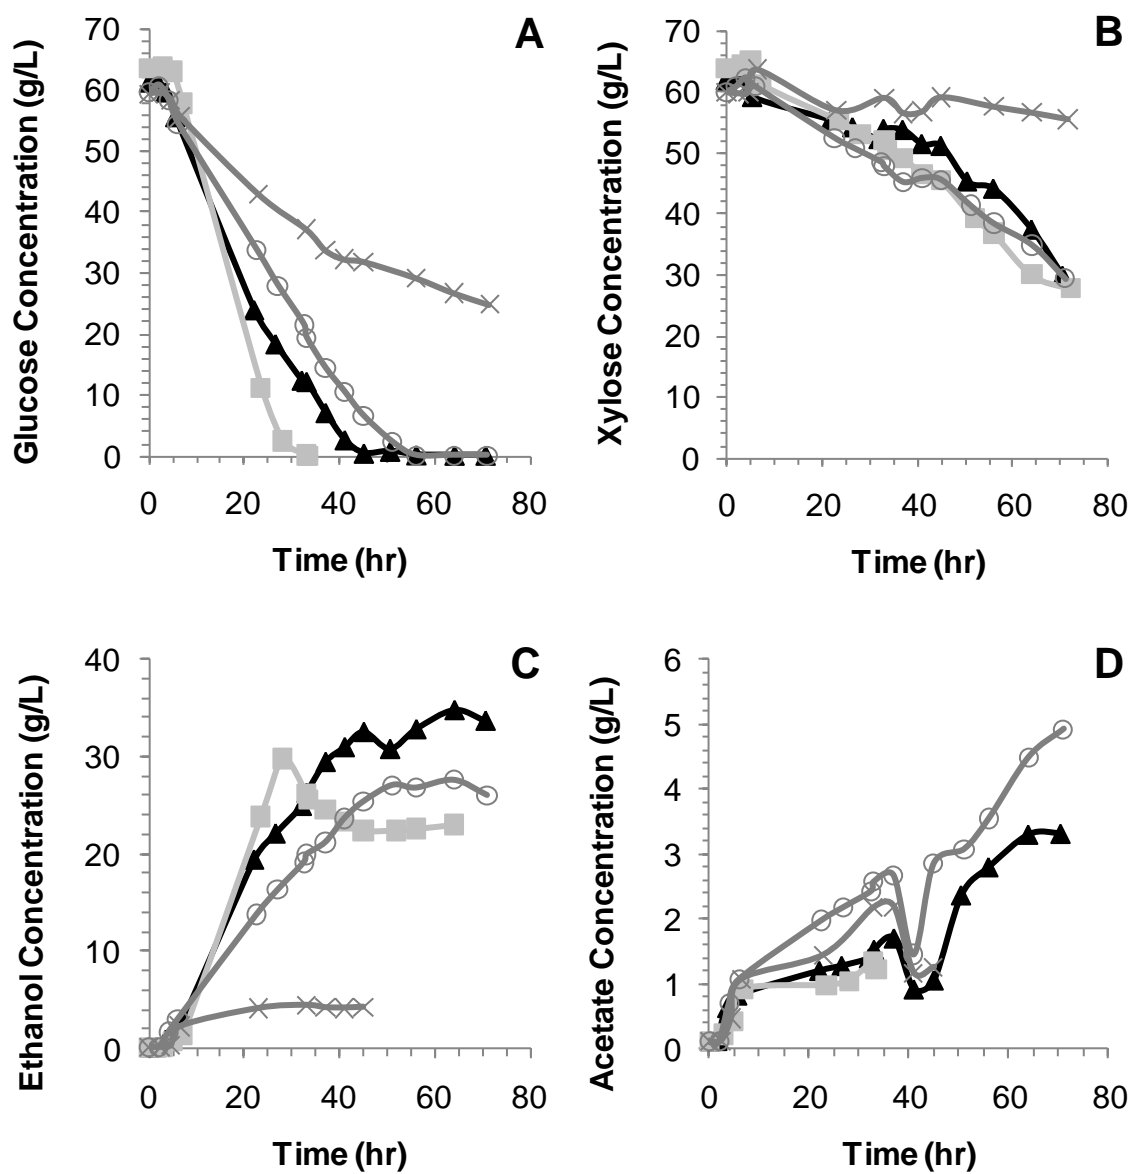 A
Glucose Concentration (g/L)
70
60
50
40
30
20
10
0
0 20 40 60 80
Time (hr)
B
Xylose Concentration (g/L)
70
60
50
40
30
20
10
0
0 20 40 60 80
Time (hr)
C
Ethanol Concentration (g/L)
40
30
20
10
0
0 20 40 60 80
Time (hr)
D
Acetate Concentration (g/L)
6
5
4
3
2
1
0
0 20 40 60 80
Time (hr)